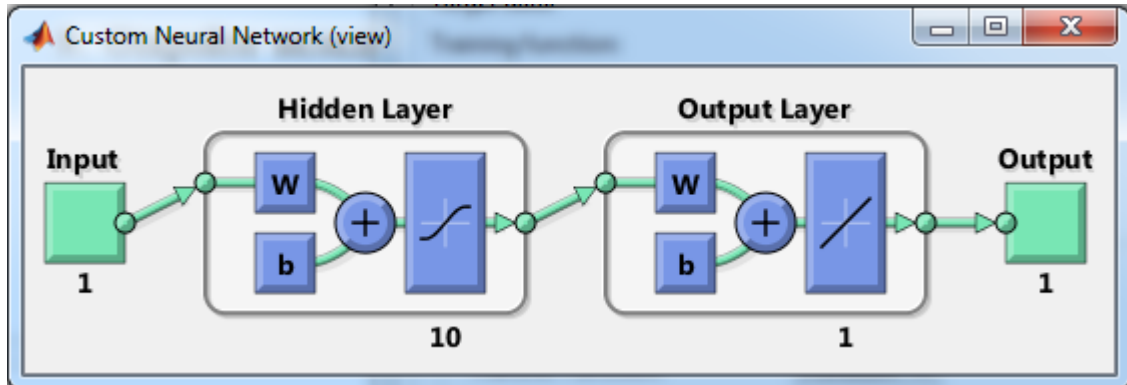 Custom Neural Network (view)
Hidden Layer
Output Layer
Input
Output
W
W
b
b
1
1
10
1